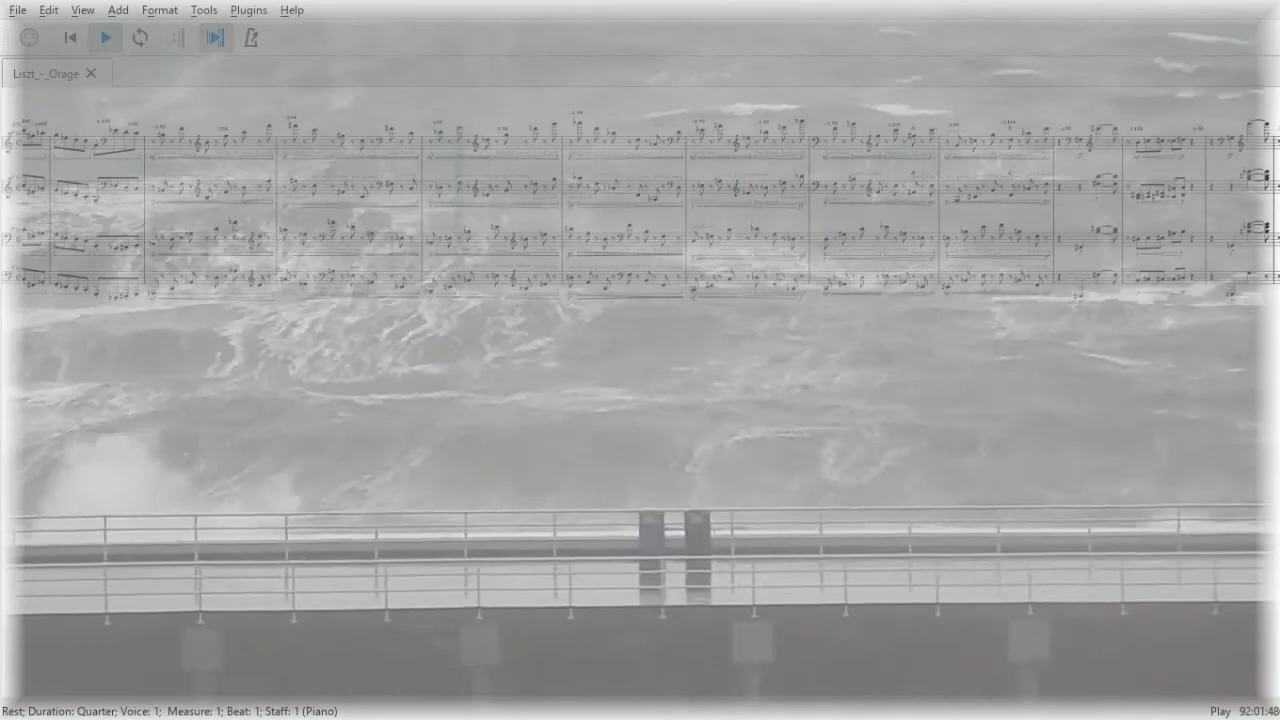 File Edit View Add Format Tools Plugins Help
Liszt_-_Orage
Rest; Duration: Quarter; Voice: 1; Measure: 1; Beat: 1; Staff: 1 (Piano)
Play 92:01:48